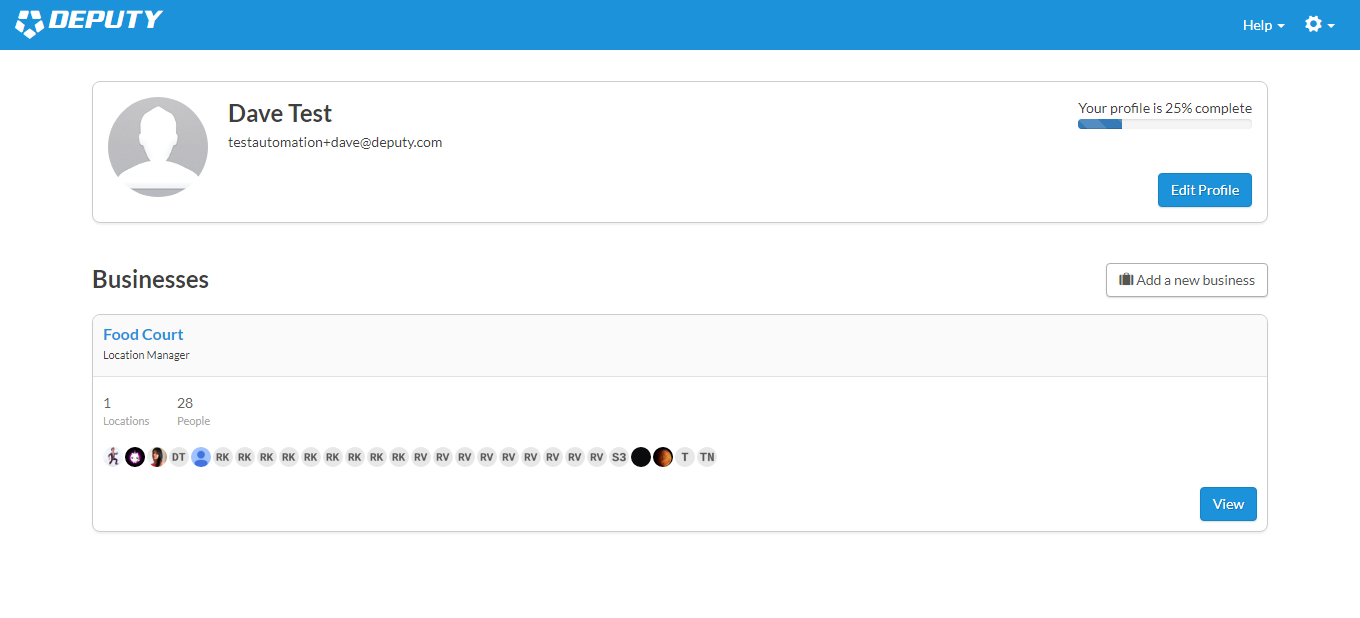 DEPUTY
Help
Dave Test
testautomation+dave@deputy.com
Your profile is 25% complete
Edit Profile
Businesses
Add a new business
Food Court
Location Manager
1 28
Locations People
DT RK RK RK RK RK RK RK RK RK RV RV RV RV RV RV RV RV RV S3 T TN
View